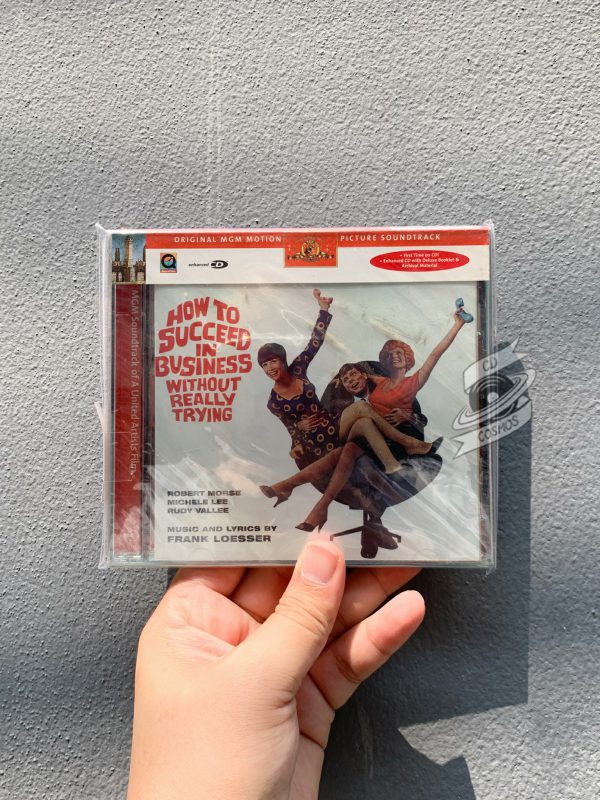 ORIGINAL MGM MOTION PICTURE SOUNDTRACK
enhanced CD
• First Time on CD!
• Enhanced CD with Deluxe Booklet &
Archival Material
MGM Soundtrack of A United Artists Film
HOW TO
SUCCEED
IN
BUSINESS
WITHOUT
REALLY
TRYING
ROBERT MORSE
MICHELE LEE
RUDY VALLEE
MUSIC AND LYRICS BY
FRANK LOESSER
CD
COSMOS